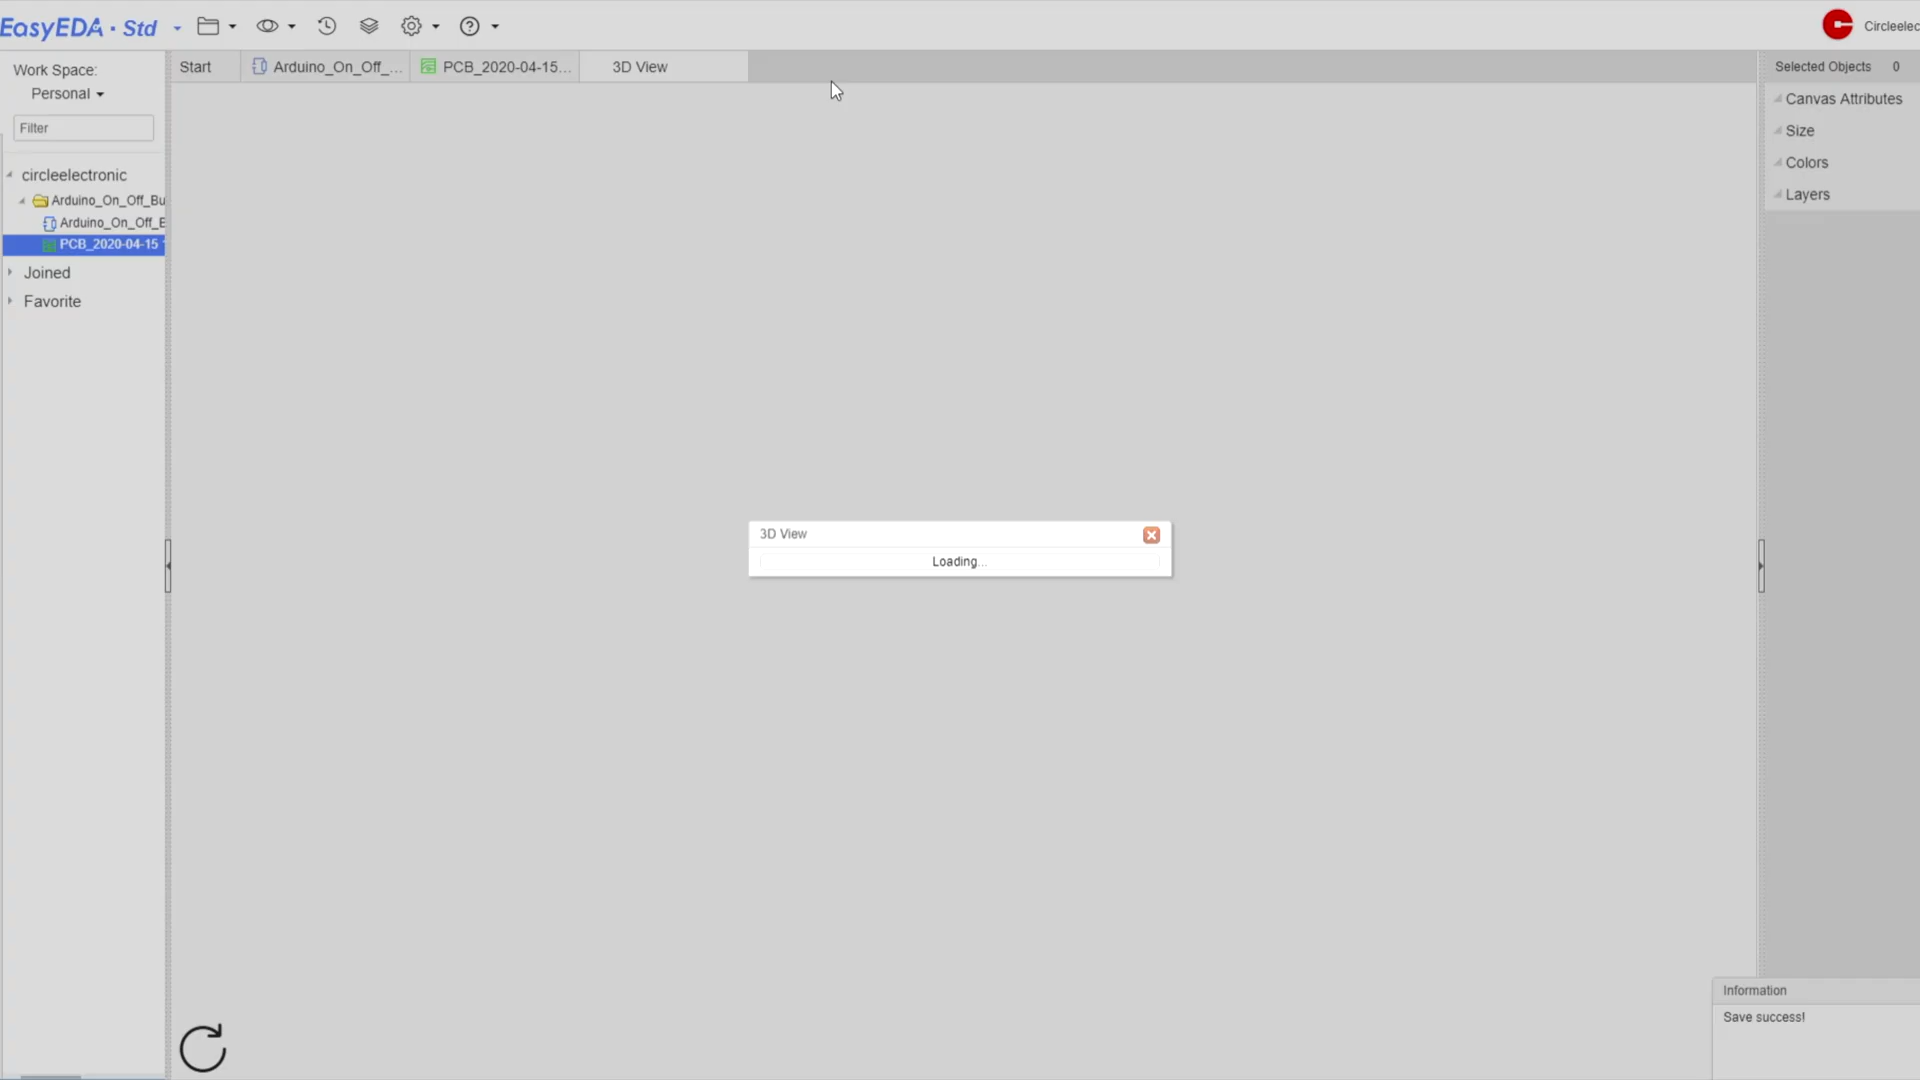 EasyEDA · Std
Circleelec
Work Space:
Personal
Filter
circleelectronic
Arduino_On_Off_Bu
Arduino_On_Off_B
PCB_2020-04-15
Joined
Favorite
Start
Arduino_On_Off_...
PCB_2020-04-15...
3D View
3D View
Loading...
Selected Objects 0
Canvas Attributes
Size
Colors
Layers
Information
Save success!